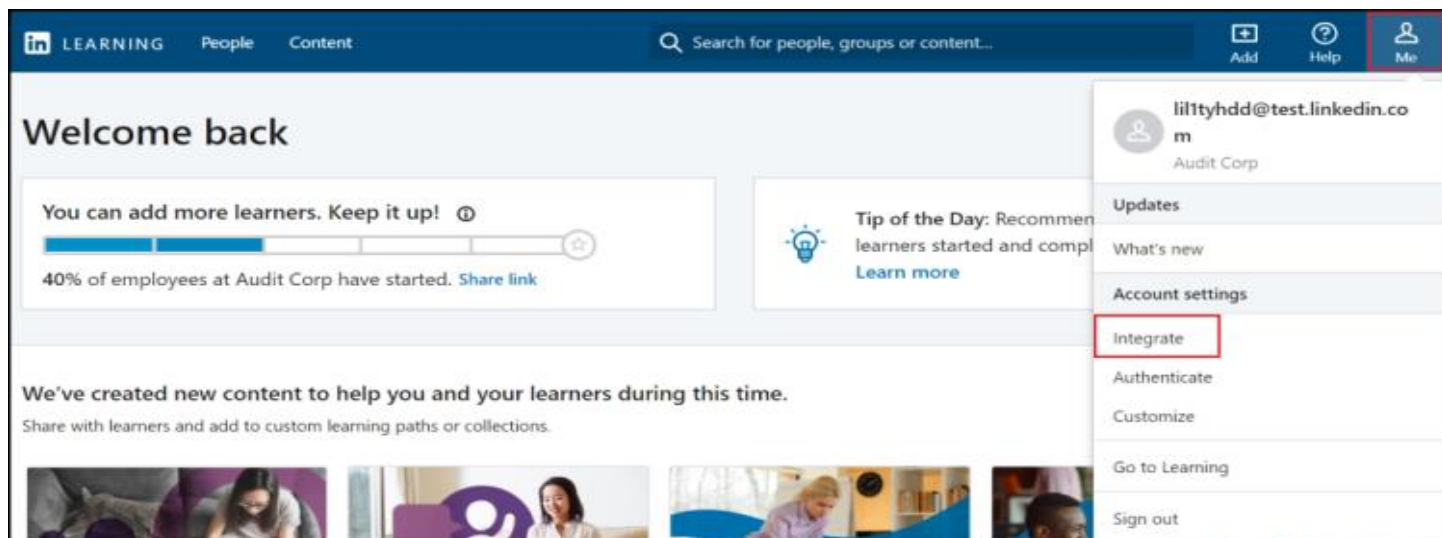 in LEARNING People Content Search for people, groups or content... Add Help Me
Welcome back
You can add more learners. Keep it up!
40% of employees at Audit Corp have started. Share link
Tip of the Day: Recommen
learners started and compl
Learn more
We've created new content to help you and your learners during this time.
Share with learners and add to custom learning paths or collections.
lil1tyhdd@test.linkedin.co
m
Audit Corp
Updates
What's new
Account settings
Integrate
Authenticate
Customize
Go to Learning
Sign out